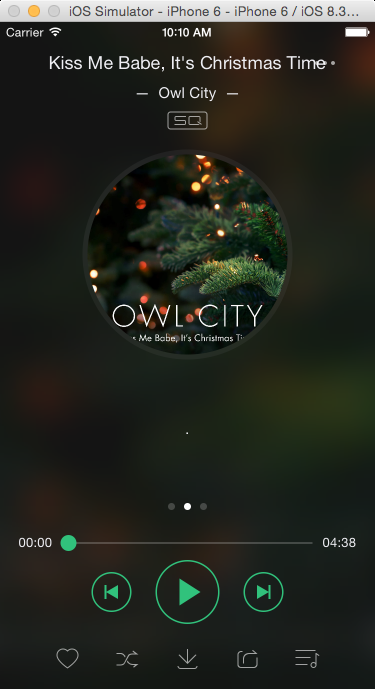 iOS Simulator - iPhone 6 - iPhone 6 / iOS 8.3…
Carrier 10:10 AM
Kiss Me Babe, It's Christmas Time
— Owl City —
SQ
OWL CITY
s Me Babe, It's Christmas Ti
00:00 04:38